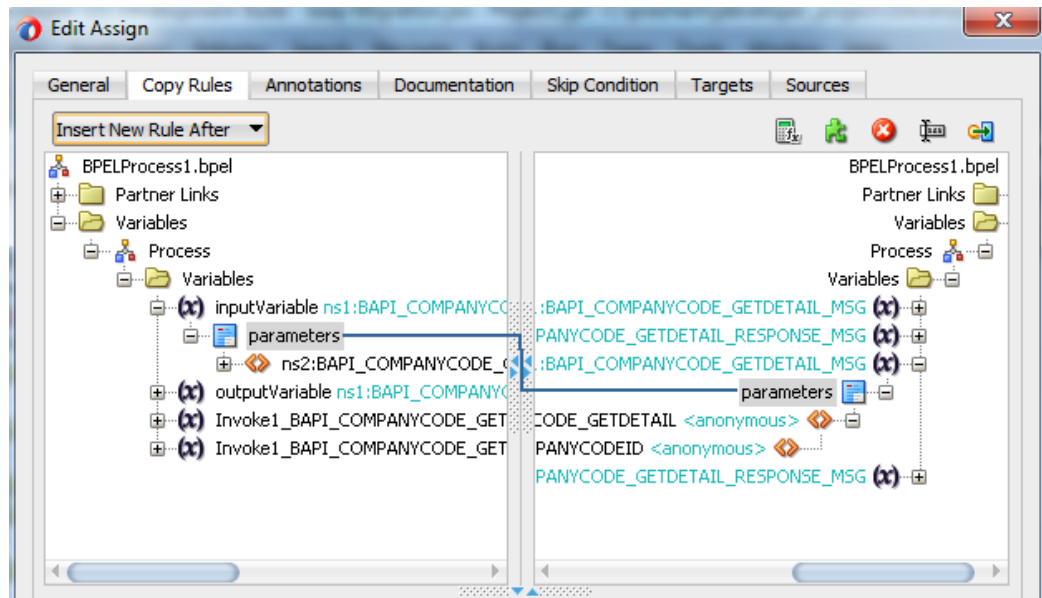 Edit Assign
General Copy Rules Annotations Documentation Skip Condition Targets Sources
Insert New Rule After
BPELProcess1.bpel
Partner Links
Variables
Process
Variables
inputVariable ns1:BAPI_COMPANYCO
parameters
ns2:BAPI_COMPANYCODE_
outputVariable ns1:BAPI_COMPANY
Invoke1_BAPI_COMPANYCODE_GET
Invoke1_BAPI_COMPANYCODE_GET
BPELProcess1.bpel
Partner Links
Variables
Process
Variables
:BAPI_COMPANYCODE_GETDETAIL_MSG
PANYCODE_GETDETAIL_RESPONSE_MSG
:BAPI_COMPANYCODE_GETDETAIL_MSG
parameters
CODE_GETDETAIL <anonymous>
PANYCODEID <anonymous>
PANYCODE_GETDETAIL_RESPONSE_MSG